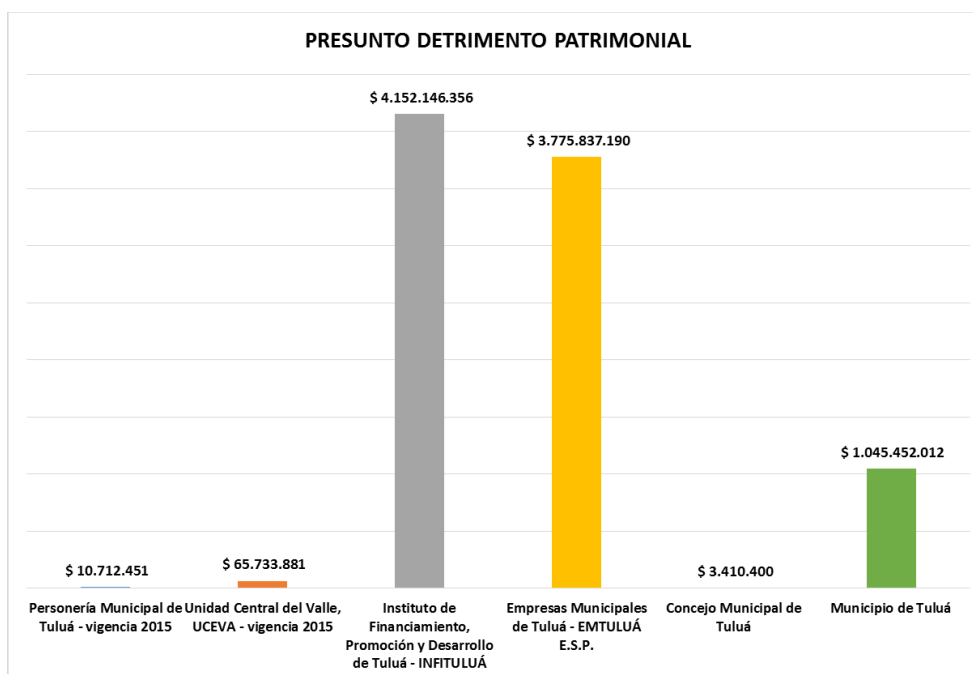 PRESUNTO DETRIMENTO PATRIMONIAL
$ 4.152.146.356
$ 3.775.837.190
$ 1.045.452.012
$ 10.712.451
$ 65.733.881
$ 3.410.400
Personería Municipal de
Tuluá - vigencia 2015
Unidad Central del Valle,
UCEVA - vigencia 2015
Instituto de
Financiamiento,
Promoción y Desarrollo
de Tuluá - INFITULUÁ
Empresas Municipales
de Tuluá - EMTULUÁ
E.S.P.
Concejo Municipal de
Tuluá
Municipio de Tuluá